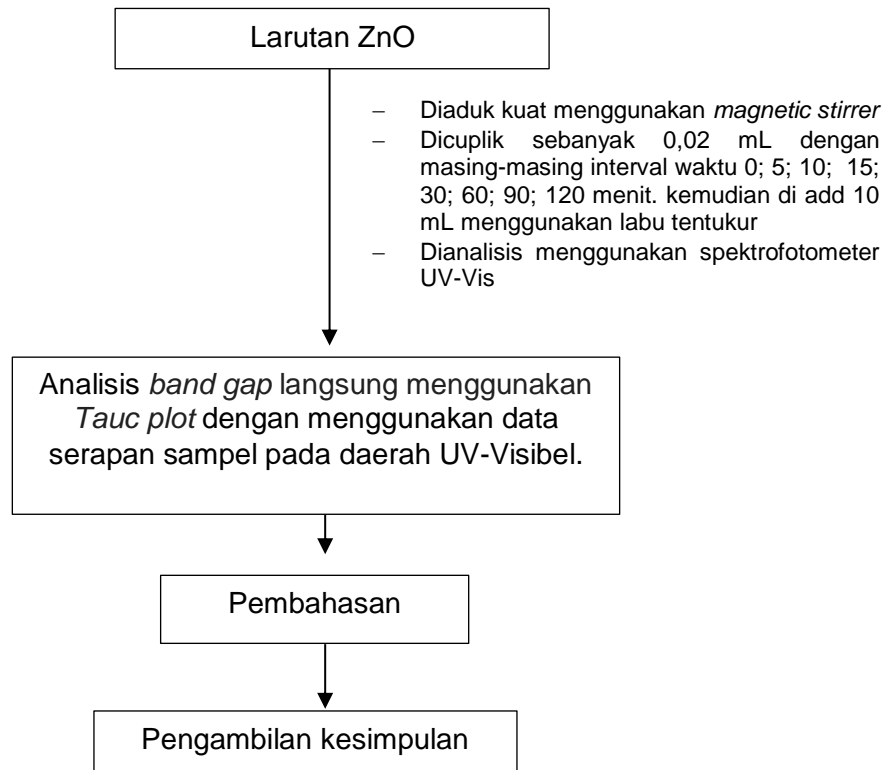 Larutan ZnO
– Diaduk kuat menggunakan magnetic stirrer
– Dicuplik sebanyak 0,02 mL dengan
masing-masing interval waktu 0; 5; 10; 15;
30; 60; 90; 120 menit. kemudian di add 10
mL menggunakan labu tentukur
– Dianalisis menggunakan spektrofotometer
UV-Vis
Analisis band gap langsung menggunakan
Tauc plot dengan menggunakan data
serapan sampel pada daerah UV-Visibel.
Pembahasan
Pengambilan kesimpulan